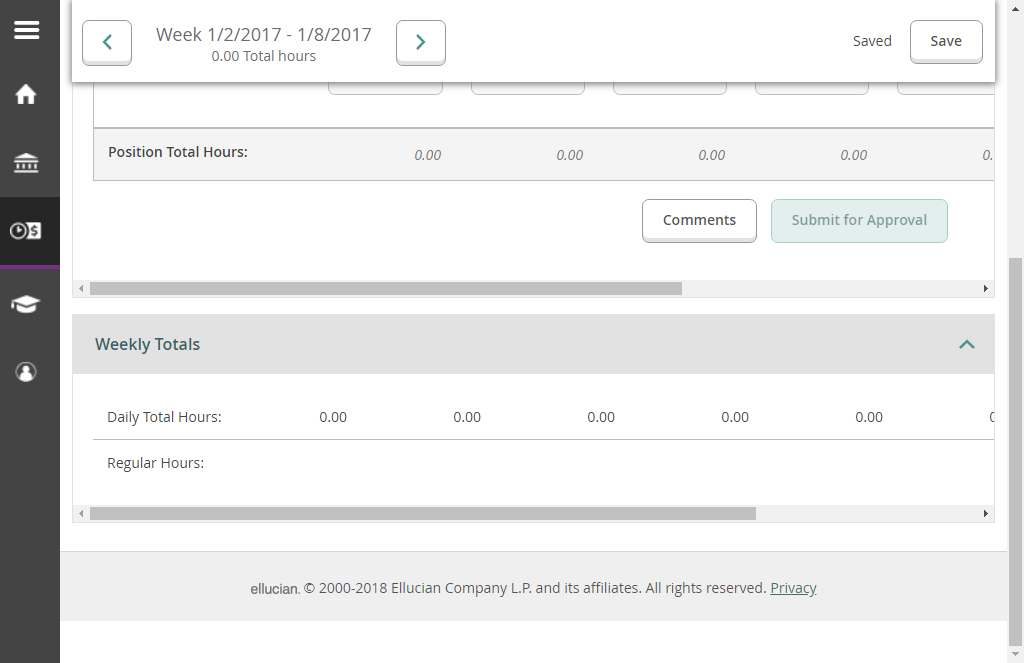 Week 1/2/2017 - 1/8/2017
0.00 Total hours
Saved
Save
Position Total Hours: 0.00 0.00 0.00 0.00 0.
Comments
Submit for Approval
Weekly Totals
Daily Total Hours: 0.00 0.00 0.00 0.00 0.00
Regular Hours:
ellucian. © 2000-2018 Ellucian Company L.P. and its affiliates. All rights reserved. Privacy